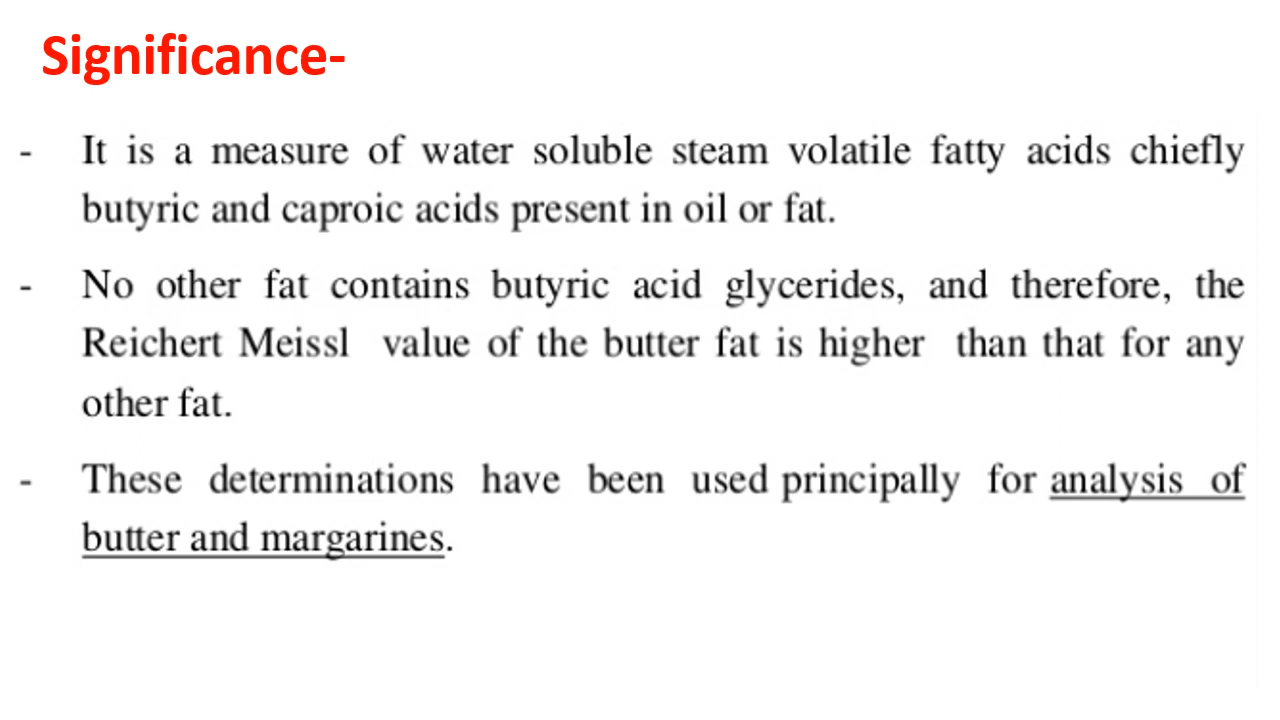 Significance-
- It is a measure of water soluble steam volatile fatty acids chiefly
butyric and caproic acids present in oil or fat.
- No other fat contains butyric acid glycerides, and therefore, the
Reichert Meissl value of the butter fat is higher than that for any
other fat.
- These determinations have been used principally for analysis of
butter and margarines.